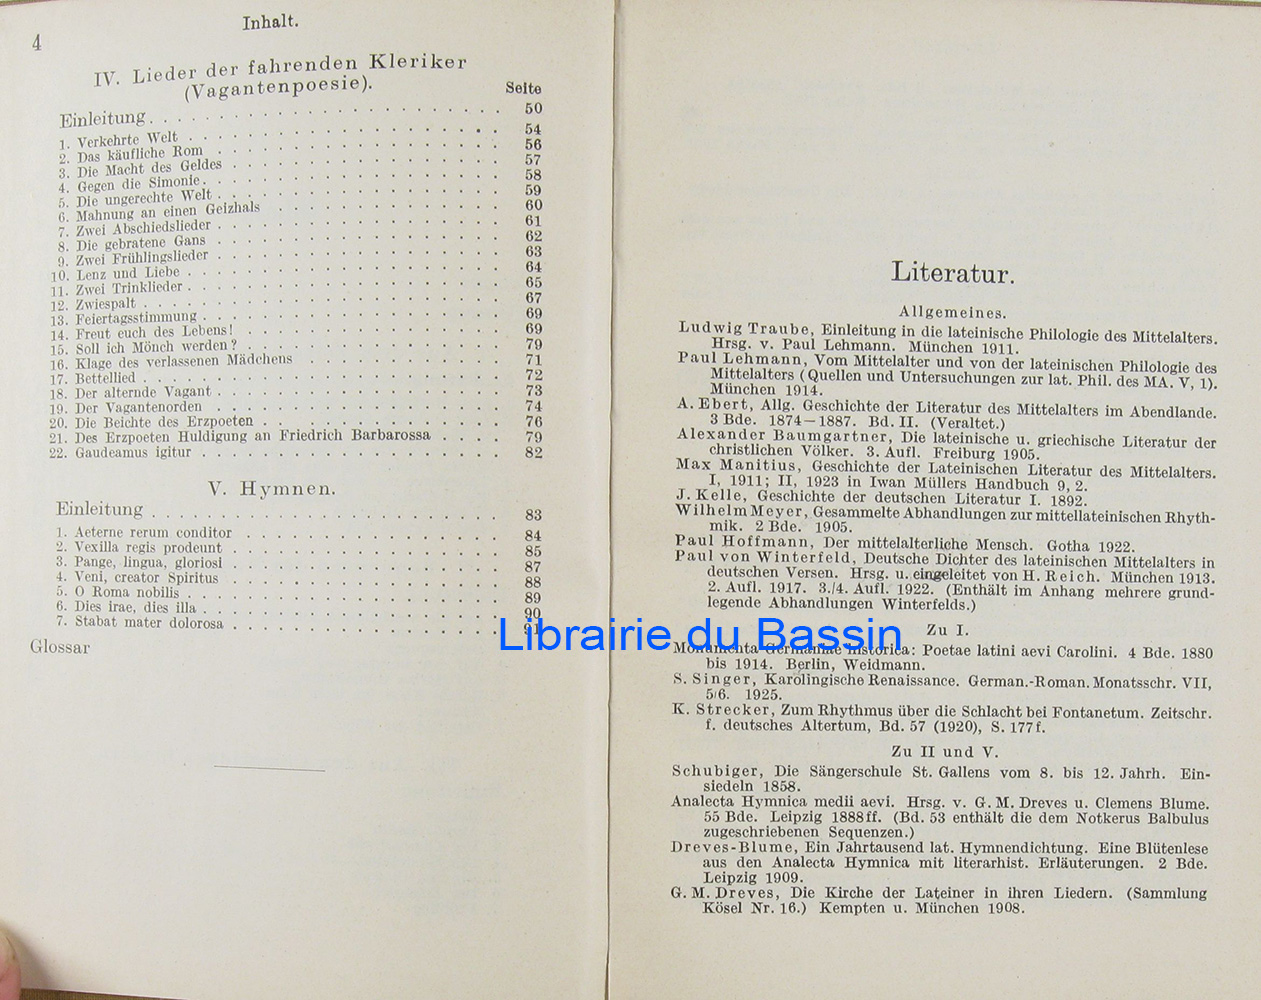 4
Inhalt.
IV. Lieder der fahrenden Kleriker
(Vagantenpoesie).
Seite
Einleitung . . . . . . . . . . . . . . 50
1. Verkehrte Welt . . . . . . . . . . . . . . 54
2. Das käufliche Rom . . . . . . . . . . . . . . 56
3. Die Macht des Geldes . . . . . . . . . . . . . . 57
4. Gegen die Simonie . . . . . . . . . . . . . . 58
5. Die ungerechte Welt . . . . . . . . . . . . . . 59
6. Mahnung an einen Geizhals . . . . . . . . . . . . 60
7. Zwei Abschiedslieder . . . . . . . . . . . . . . 61
8. Die gebratene Gans . . . . . . . . . . . . . . 62
9. Zwei Frühlingslieder . . . . . . . . . . . . . . 63
10. Lenz und Liebe . . . . . . . . . . . . . . 64
11. Zwei Trinklieder . . . . . . . . . . . . . . 65
12. Zwiespalt . . . . . . . . . . . . . . 67
13. Feiertagsstimmung . . . . . . . . . . . . . . 69
14. Freut euch des Lebens! . . . . . . . . . . . . . . 69
15. Soll ich Mönch werden? . . . . . . . . . . . . . . 79
16. Klage des verlassenen Mädchens . . . . . . . . . . 71
17. Bettellied . . . . . . . . . . . . . . 72
18. Der alternde Vagant . . . . . . . . . . . . . . 73
19. Der Vagantenorden . . . . . . . . . . . . . . 74
20. Die Beichte des Erzpoeten . . . . . . . . . . . . 76
21. Des Erzpoeten Huldigung an Friedrich Barbarossa . . . . 79
22. Gaudeamus igitur . . . . . . . . . . . . . . 82
V. Hymnen.
Einleitung . . . . . . . . . . . . . . 83
1. Aeterne rerum conditor . . . . . . . . . . . . . . 84
2. Vexilla regis prodeunt . . . . . . . . . . . . . . 85
3. Pange, lingua, gloriosi . . . . . . . . . . . . . . 87
4. Veni, creator Spiritus . . . . . . . . . . . . . . 88
5. O Roma nobilis . . . . . . . . . . . . . . 89
6. Dies irae, dies illa . . . . . . . . . . . . . . 90
7. Stabat mater dolorosa . . . . . . . . . . . . . . 91
Glossar
Librairie du Bassin
Literatur.
Allgemeines.
Ludwig Traube, Einleitung in die lateinische Philologie des Mittelalters.
Hrsg. v. Paul Lehmann. München 1911.
Paul Lehmann, Vom Mittelalter und von der lateinischen Philologie des
Mittelalters (Quellen und Untersuchungen zur lat. Phil. des MA. V, 1).
München 1914.
A. Ebert, Allg. Geschichte der Literatur des Mittelalters im Abendlande.
3 Bde. 1874—1887. Bd. II. (Veraltet.)
Alexander Baumgartner, Die lateinische u. griechische Literatur der
christlichen Völker. 3. Aufl. Freiburg 1905.
Max Manitius, Geschichte der Lateinischen Literatur des Mittelalters.
I, 1911; II, 1923 in Iwan Müllers Handbuch 9, 2.
J. Kelle, Geschichte der deutschen Literatur I. 1892.
Wilhelm Meyer, Gesammelte Abhandlungen zur mittellateinischen Rhyth-
mik. 2 Bde. 1905.
Paul Hoffmann, Der mittelalterliche Mensch. Gotha 1922.
Paul von Winterfeld, Deutsche Dichter des lateinischen Mittelalters in
deutschen Versen. Hrsg. u. eingeleitet von H. Reich. München 1913.
2. Aufl. 1917. 3./4. Aufl. 1922. (Enthält im Anhang mehrere grund-
legende Abhandlungen Winterfelds.)
Zu I.
Monumenta Germaniae historica: Poetae latini aevi Carolini. 4 Bde. 1880
bis 1914. Berlin, Weidmann.
S. Singer, Karolingische Renaissance. German.-Roman. Monatsschr. VII,
5/6. 1925.
K. Strecker, Zum Rhythmus über die Schlacht bei Fontanetum. Zeitschr.
f. deutsches Altertum, Bd. 57 (1920), S. 177f.
Zu II und V.
Schubiger, Die Sängerschule St. Gallens vom 8. bis 12. Jahrh. Ein-
siedeln 1858.
Analecta Hymnica medii aevi. Hrsg. v. G. M. Dreves u. Clemens Blume.
55 Bde. Leipzig 1888ff. (Bd. 53 enthält die dem Notkerus Balbulus
zugeschriebenen Sequenzen.)
Dreves-Blume, Ein Jahrtausend lat. Hymnendichtung. Eine Blütenlese
aus den Analecta Hymnica mit literarhist. Erläuterungen. 2 Bde.
Leipzig 1909.
G. M. Dreves, Die Kirche der Lateiner in ihren Liedern. (Sammlung
Kösel Nr. 16.) Kempten u. München 1908.